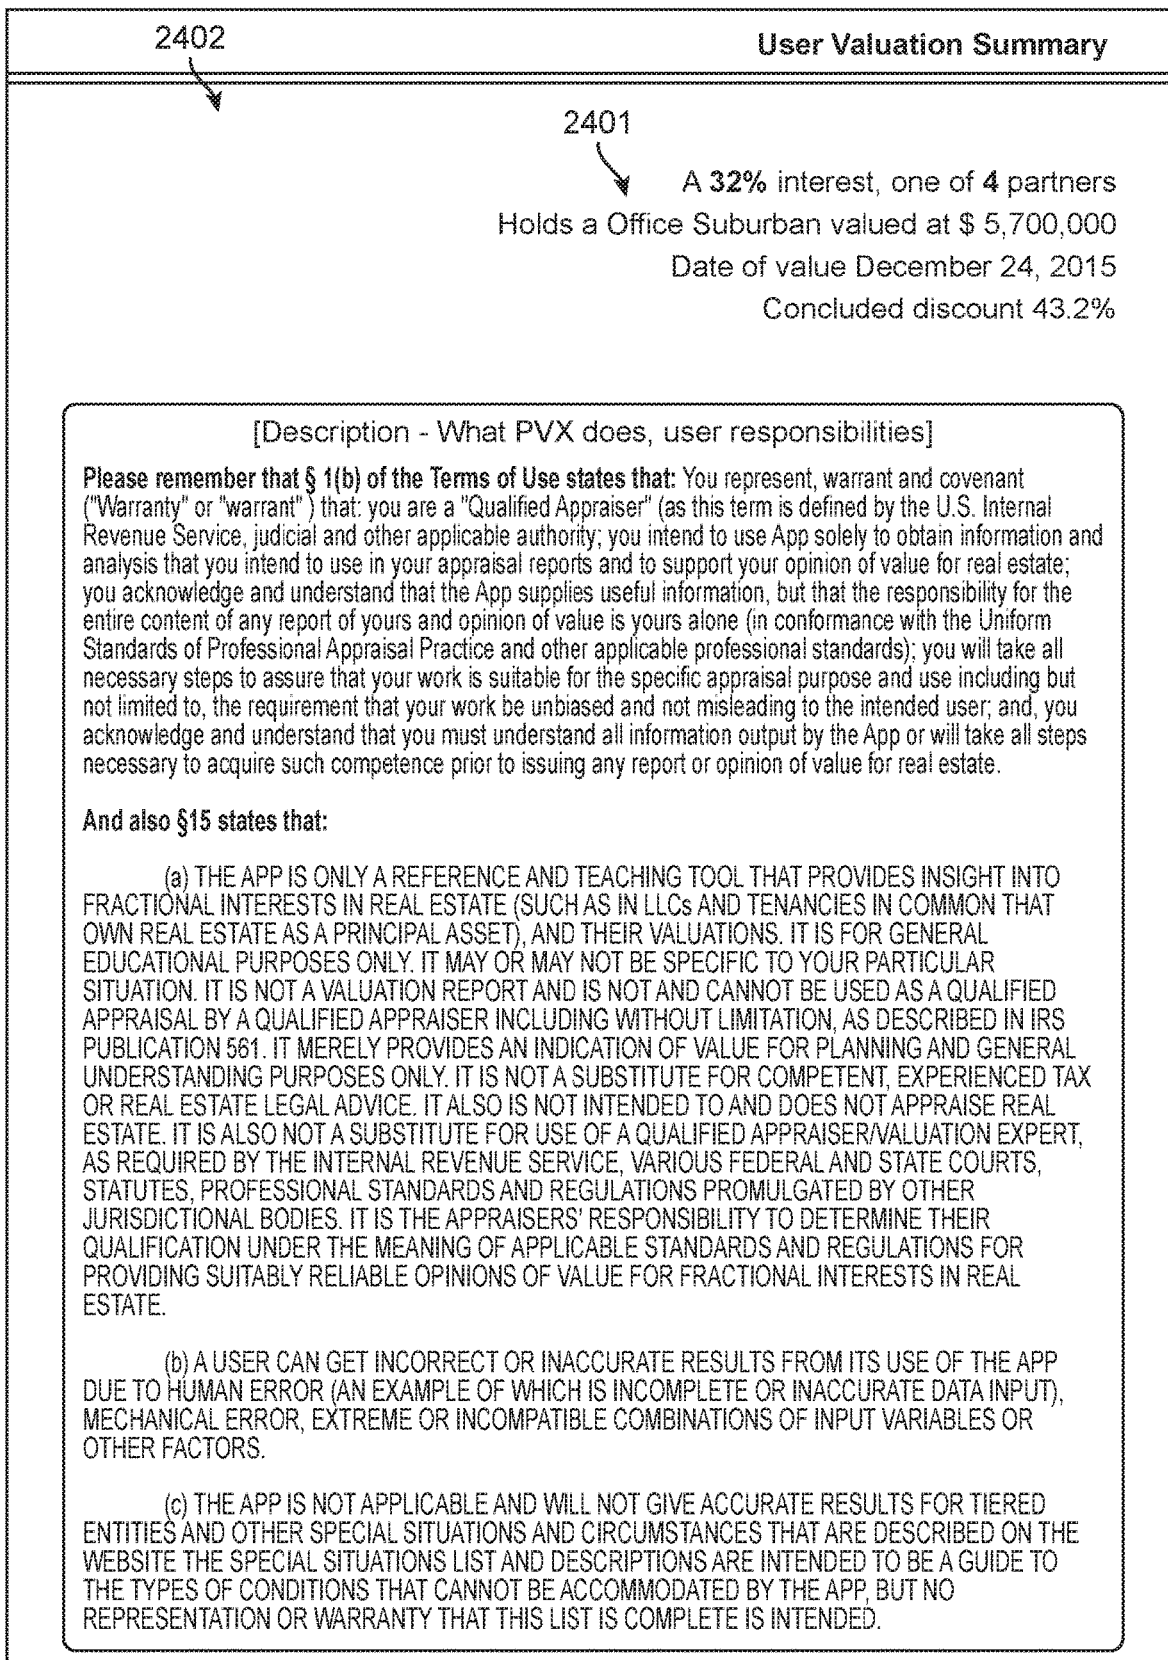 2402
User Valuation Summary
2401
A 32% interest, one of 4 partners
Holds a Office Suburban valued at $ 5,700,000
Date of value December 24, 2015
Concluded discount 43.2%
[Description - What PVX does, user responsibilities]
Please remember that § 1(b) of the Terms of Use states that: You represent, warrant and covenant
("Warranty" or "warrant" ) that: you are a "Qualified Appraiser" (as this term is defined by the U.S. Internal
Revenue Service, judicial and other applicable authority; you intend to use App solely to obtain information and
analysis that you intend to use in your appraisal reports and to support your opinion of value for real estate;
you acknowledge and understand that the App supplies useful information, but that the responsibility for the
entire content of any report of yours and opinion of value is yours alone (in conformance with the Uniform
Standards of Professional Appraisal Practice and other applicable professional standards); you will take all
necessary steps to assure that your work is suitable for the specific appraisal purpose and use including but
not limited to, the requirement that your work be unbiased and not misleading to the intended user; and, you
acknowledge and understand that you must understand all information output by the App or will take all steps
necessary to acquire such competence prior to issuing any report or opinion of value for real estate.
And also §15 states that:
(a) THE APP IS ONLY A REFERENCE AND TEACHING TOOL THAT PROVIDES INSIGHT INTO
FRACTIONAL INTERESTS IN REAL ESTATE (SUCH AS IN LLCs AND TENANCIES IN COMMON THAT
OWN REAL ESTATE AS A PRINCIPAL ASSET), AND THEIR VALUATIONS. IT IS FOR GENERAL
EDUCATIONAL PURPOSES ONLY. IT MAY OR MAY NOT BE SPECIFIC TO YOUR PARTICULAR
SITUATION. IT IS NOT A VALUATION REPORT AND IS NOT AND CANNOT BE USED AS A QUALIFIED
APPRAISAL BY A QUALIFIED APPRAISER INCLUDING WITHOUT LIMITATION, AS DESCRIBED IN IRS
PUBLICATION 561. IT MERELY PROVIDES AN INDICATION OF VALUE FOR PLANNING AND GENERAL
UNDERSTANDING PURPOSES ONLY. IT IS NOT A SUBSTITUTE FOR COMPETENT, EXPERIENCED TAX
OR REAL ESTATE LEGAL ADVICE. IT ALSO IS NOT INTENDED TO AND DOES NOT APPRAISE REAL
ESTATE. IT IS ALSO NOT A SUBSTITUTE FOR USE OF A QUALIFIED APPRAISER/VALUATION EXPERT,
AS REQUIRED BY THE INTERNAL REVENUE SERVICE, VARIOUS FEDERAL AND STATE COURTS,
STATUTES, PROFESSIONAL STANDARDS AND REGULATIONS PROMULGATED BY OTHER
JURISDICTIONAL BODIES. IT IS THE APPRAISERS' RESPONSIBILITY TO DETERMINE THEIR
QUALIFICATION UNDER THE MEANING OF APPLICABLE STANDARDS AND REGULATIONS FOR
PROVIDING SUITABLY RELIABLE OPINIONS OF VALUE FOR FRACTIONAL INTERESTS IN REAL
ESTATE.
(b) A USER CAN GET INCORRECT OR INACCURATE RESULTS FROM ITS USE OF THE APP
DUE TO HUMAN ERROR (AN EXAMPLE OF WHICH IS INCOMPLETE OR INACCURATE DATA INPUT),
MECHANICAL ERROR, EXTREME OR INCOMPATIBLE COMBINATIONS OF INPUT VARIABLES OR
OTHER FACTORS.
(c) THE APP IS NOT APPLICABLE AND WILL NOT GIVE ACCURATE RESULTS FOR TIERED
ENTITIES AND OTHER SPECIAL SITUATIONS AND CIRCUMSTANCES THAT ARE DESCRIBED ON THE
WEBSITE THE SPECIAL SITUATIONS LIST AND DESCRIPTIONS ARE INTENDED TO BE A GUIDE TO
THE TYPES OF CONDITIONS THAT CANNOT BE ACCOMMODATED BY THE APP, BUT NO
REPRESENTATION OR WARRANTY THAT THIS LIST IS COMPLETE IS INTENDED.